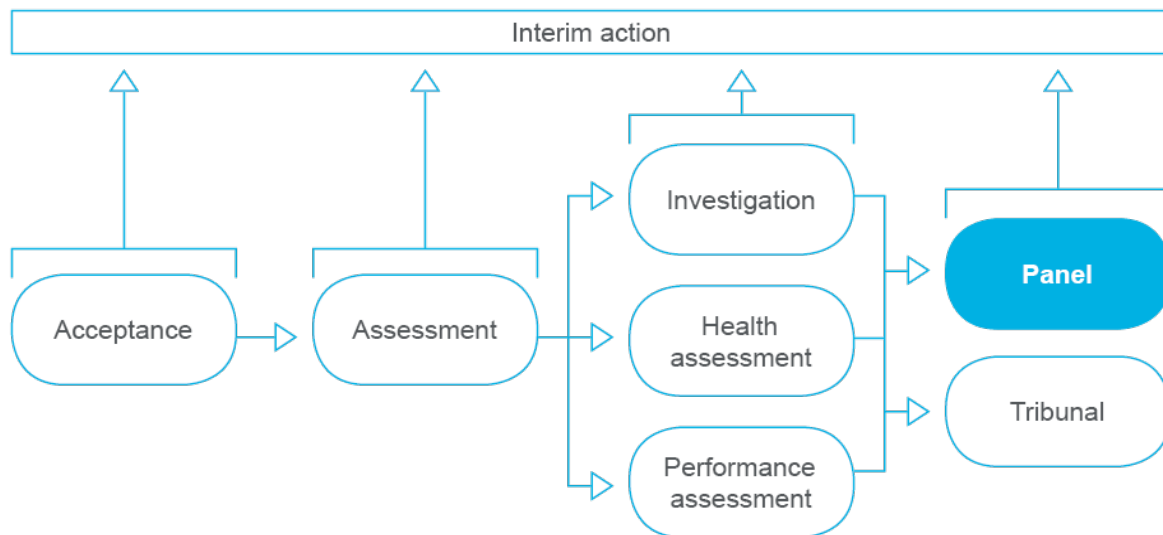 Interim action
Acceptance
Assessment
Investigation
Health
assessment
Performance
assessment
Panel
Tribunal